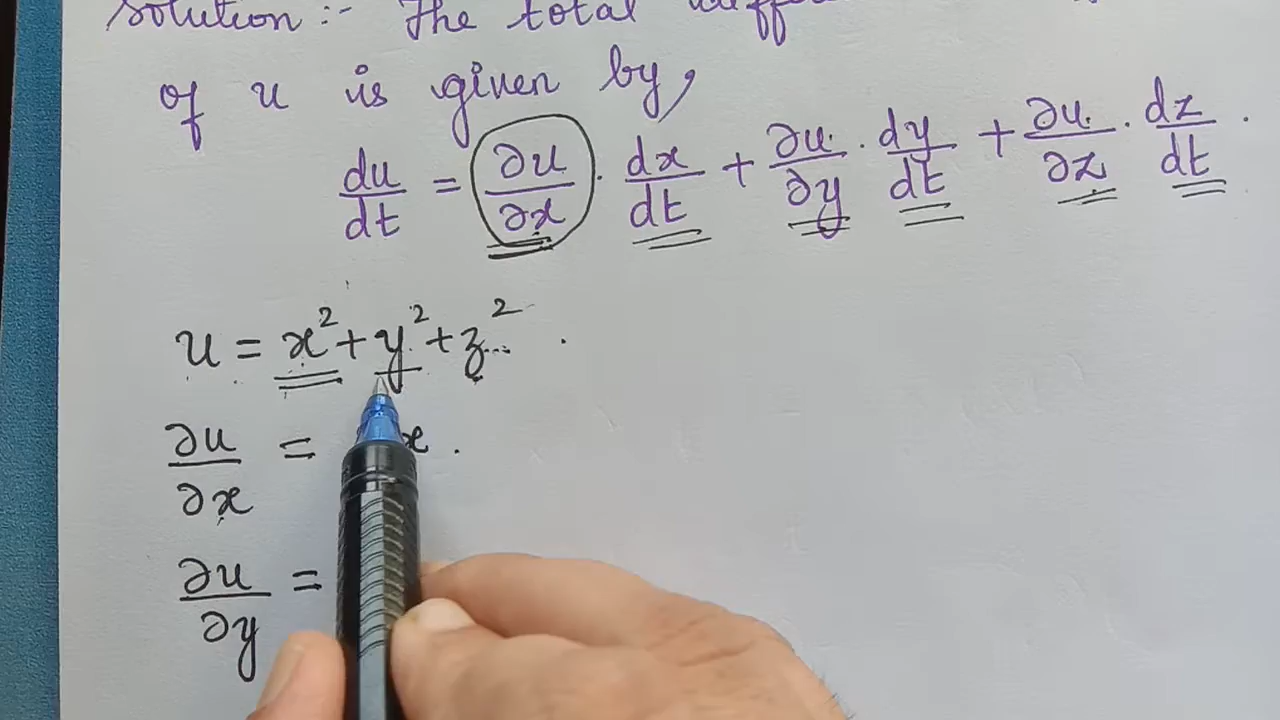 Solution :- The total
of u is given by,
du/dt = ∂u/∂x · dx/dt + ∂u/∂y · dy/dt + ∂u/∂z · dz/dt .
u = x² + y² + z² .
∂u/∂x = x .
∂u/∂y =